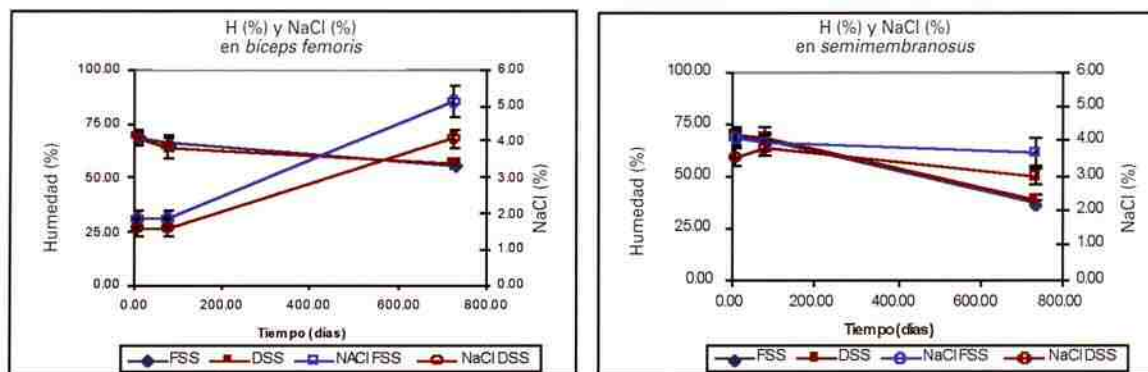 H (%) y NaCl (%)
en bíceps femoris
100.00
75.00
50.00
25.00
0.00
Humedad (%)
6.00
5.00
4.00
3.00
2.00
1.00
0.00
NaCl (%)
0.00 200.00 400.00 600.00 800.00
Tiempo (días)
FSS DSS NACl FSS NaCl DSS
H (%) y NaCl (%)
en semimembranosus
100.00
75.00
50.00
25.00
0.00
Humedad (%)
6.00
5.00
4.00
3.00
2.00
1.00
0.00
NaCl (%)
0.00 200.00 400.00 600.00 800.00
Tiempo (días)
FSS DSS NaCl FSS NaCl DSS